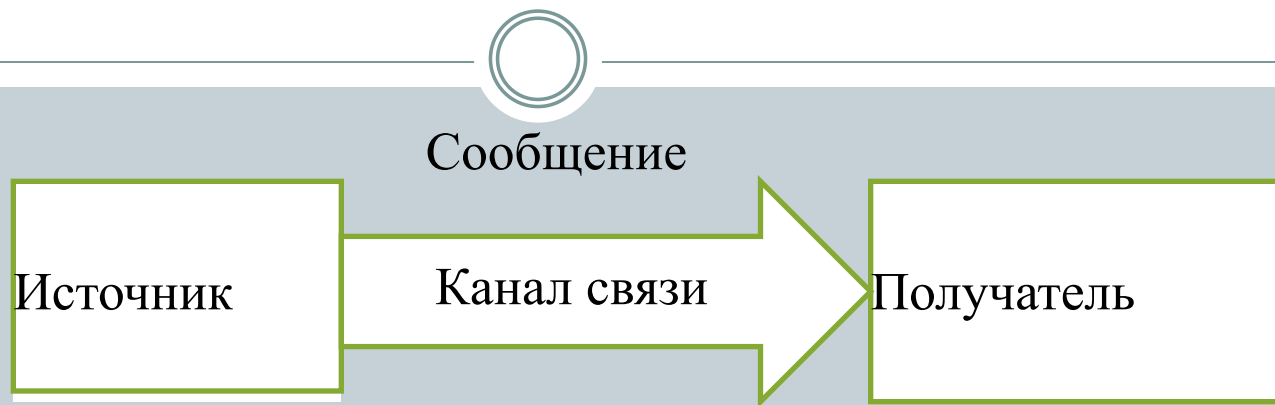 Сообщение
Источник
Канал связи
Получатель